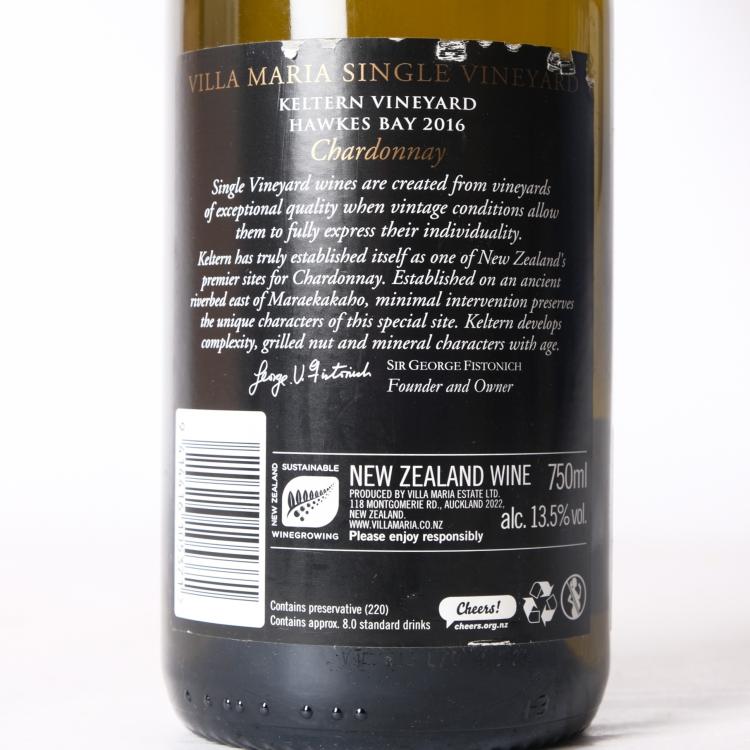 VILLA MARIA SINGLE VINEYARD
KELTERN VINEYARD
HAWKES BAY 2016
Chardonnay
Single Vineyard wines are created from vineyards
of exceptional quality when vintage conditions allow
them to fully express their individuality.
Keltern has truly established itself as one of New Zealand's
premier sites for Chardonnay. Established on an ancient
riverbed east of Maraekakaho, minimal intervention preserves
the unique characters of this special site. Keltern develops
complexity, grilled nut and mineral characters with age.
George V. Fistonich
SIR GEORGE FISTONICH
Founder and Owner
NEW ZEALAND
SUSTAINABLE
WINEGROWING
NEW ZEALAND WINE 750ml
PRODUCED BY VILLA MARIA ESTATE LTD.
118 MONTGOMERIE RD., AUCKLAND 2022,
NEW ZEALAND.
WWW.VILLAMARIA.CO.NZ
alc. 13.5% vol.
Please enjoy responsibly
Contains preservative (220)
Contains approx. 8.0 standard drinks
Cheers!
cheers.org.nz